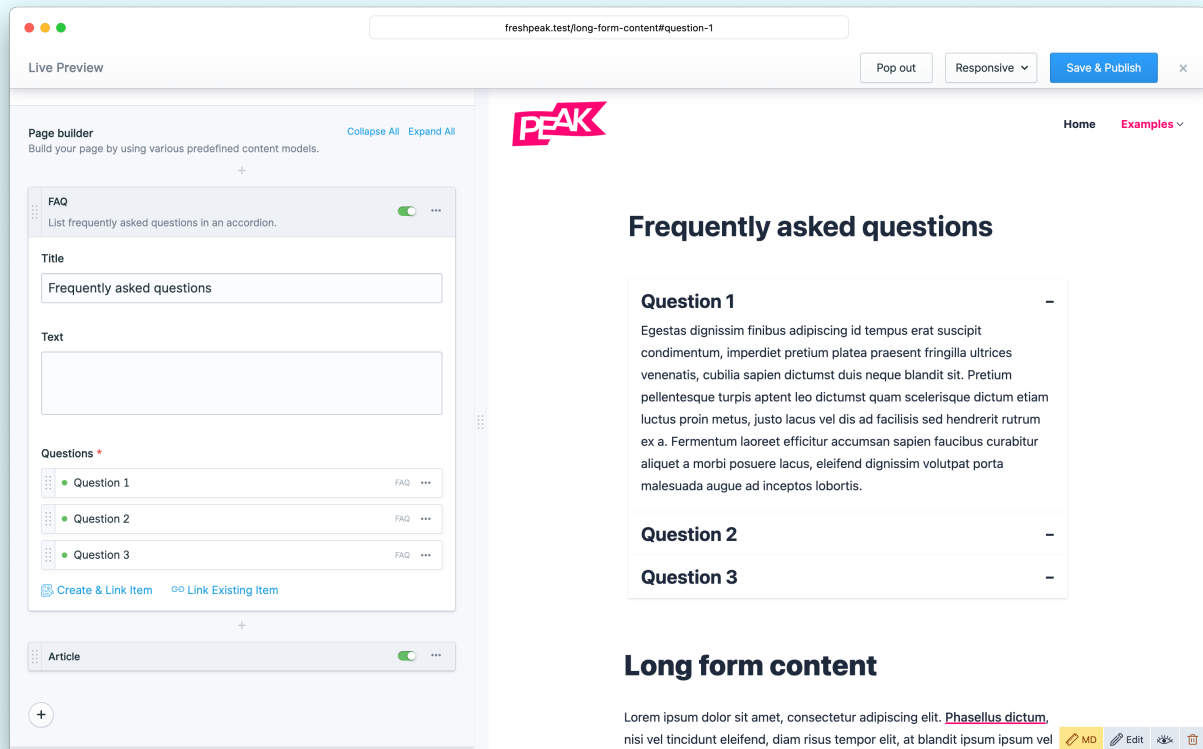 freshpeak.test/long-form-content#question-1
Live Preview
Pop out
Responsive
Save & Publish
Page builder
Collapse All Expand All
Build your page by using various predefined content models.
FAQ
List frequently asked questions in an accordion.
Title
Frequently asked questions
Text
Questions *
Question 1 FAQ
Question 2 FAQ
Question 3 FAQ
Create & Link Item Link Existing Item
Article
PEAK
Home Examples
Frequently asked questions
Question 1
Egestas dignissim finibus adipiscing id tempus erat suscipit
condimentum, imperdiet pretium platea praesent fringilla ultrices
venenatis, cubilia sapien dictumst duis neque blandit sit. Pretium
pellentesque turpis aptent leo dictumst quam scelerisque dictum etiam
luctus proin metus, justo lacus vel dis ad facilisis sed hendrerit rutrum
ex a. Fermentum laoreet efficitur accumsan sapien faucibus curabitur
aliquet a morbi posuere lacus, eleifend dignissim volutpat porta
malesuada augue ad inceptos lobortis.
Question 2
Question 3
Long form content
Lorem ipsum dolor sit amet, consectetur adipiscing elit. Phasellus dictum,
nisi vel tincidunt eleifend, diam risus tempor elit, at blandit ipsum ipsum vel
MD Edit